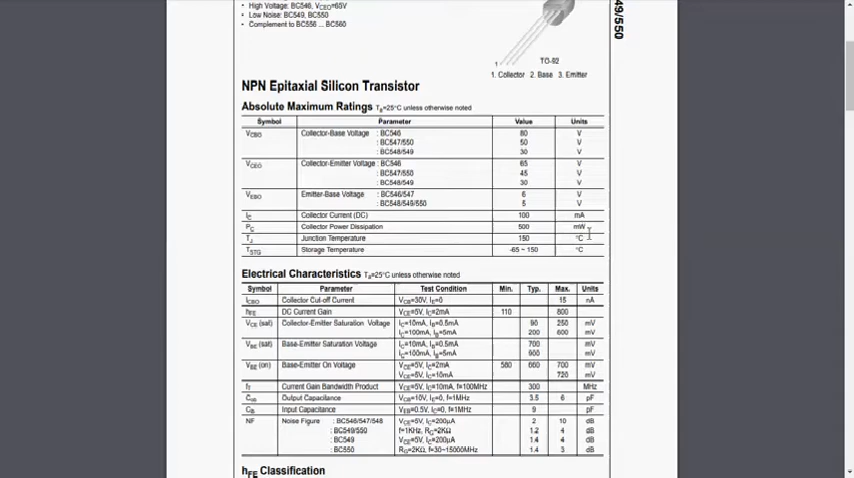 • High Voltage: BC546, VCEO=65V
• Low Noise: BC549, BC550
• Complement to BC556 ... BC560
49/550
1
TO-92
1. Collector 2. Base 3. Emitter
NPN Epitaxial Silicon Transistor
Absolute Maximum Ratings Ta=25°C unless otherwise noted
Symbol Parameter Value Units
VCBO Collector-Base Voltage : BC546 80 V
: BC547/550 50 V
: BC548/549 30 V
VCEO Collector-Emitter Voltage : BC546 65 V
: BC547/550 45 V
: BC548/549 30 V
VEBO Emitter-Base Voltage : BC546/547 6 V
: BC548/549/550 5 V
IC Collector Current (DC) 100 mA
PC Collector Power Dissipation 500 mW
TJ Junction Temperature 150 °C
TSTG Storage Temperature -65 ~ 150 °C
Electrical Characteristics Ta=25°C unless otherwise noted
Symbol Parameter Test Condition Min. Typ. Max. Units
ICBO Collector Cut-off Current VCB=30V, IE=0 15 nA
hFE DC Current Gain VCE=5V, IC=2mA 110 800
VCE (sat) Collector-Emitter Saturation Voltage IC=10mA, IB=0.5mA 90 250 mV
IC=100mA, IB=5mA 200 600 mV
VBE (sat) Base-Emitter Saturation Voltage IC=10mA, IB=0.5mA 700 mV
IC=100mA, IB=5mA 900 mV
VBE (on) Base-Emitter On Voltage VCE=5V, IC=2mA 580 660 700 mV
VCE=5V, IC=10mA 720 mV
fT Current Gain Bandwidth Product VCE=5V, IC=10mA, f=100MHz 300 MHz
Cob Output Capacitance VCB=10V, IE=0, f=1MHz 3.5 6 pF
Cib Input Capacitance VEB=0.5V, IC=0, f=1MHz 9 pF
NF Noise Figure : BC546/547/548 VCE=5V, IC=200μA 2 10 dB
: BC549/550 f=1KHz, RG=2KΩ 1.2 4 dB
: BC549 VCE=5V, IC=200μA 1.4 4 dB
: BC550 RG=2KΩ, f=30~15000MHz 1.4 3 dB
hFE Classification